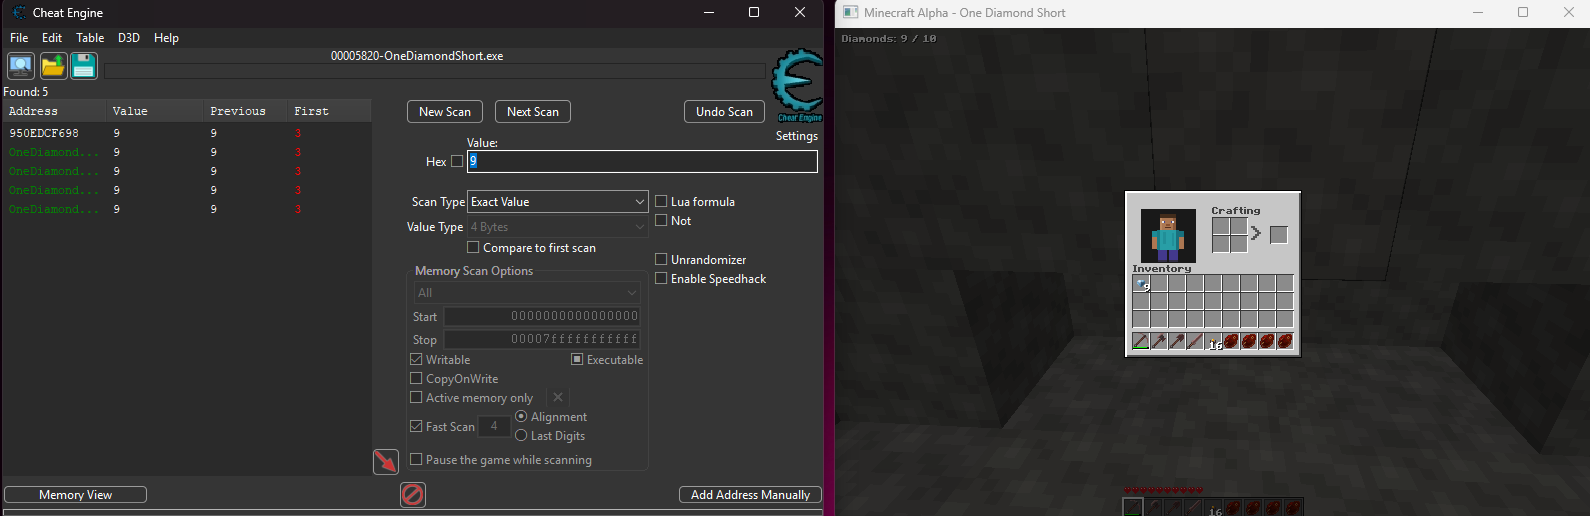 Cheat Engine
File Edit Table D3D Help
00005820-OneDiamondShort.exe
Found: 5
Address Value Previous First
950EDCF698 9 9 3
OneDiamond... 9 9 3
OneDiamond... 9 9 3
OneDiamond... 9 9 3
OneDiamond... 9 9 3
New Scan Next Scan Undo Scan
Cheat Engine
Settings
Value:
Hex 9
Scan Type Exact Value
Lua formula
Not
Value Type 4 Bytes
Compare to first scan
Unrandomizer
Enable Speedhack
Memory Scan Options
All
Start 0000000000000000
Stop 00007fffffffffff
Writable Executable
CopyOnWrite
Active memory only
Fast Scan 4 Alignment
Last Digits
Pause the game while scanning
Memory View
Add Address Manually
Minecraft Alpha - One Diamond Short
Diamonds: 9 / 10
Crafting
Inventory
9
16
16